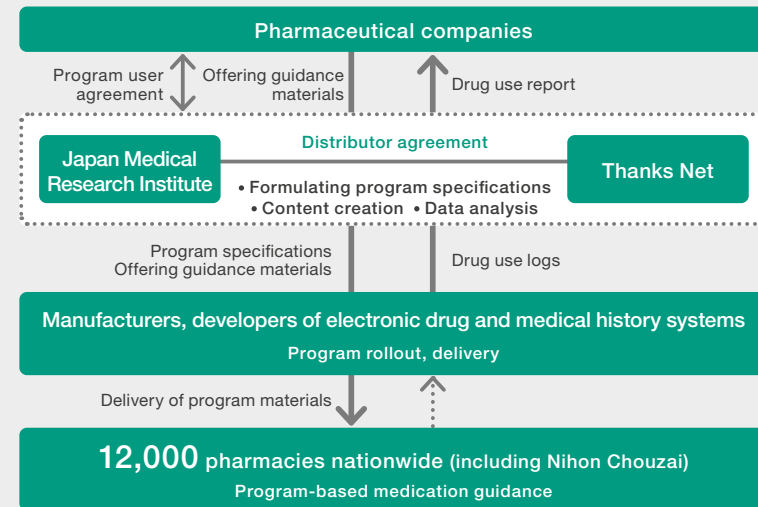 Pharmaceutical companies
Program user
agreement
Offering guidance
materials
Drug use report
Distributor agreement
Japan Medical
Research Institute
Thanks Net
• Formulating program specifications
• Content creation • Data analysis
Program specifications
Offering guidance materials
Drug use logs
Manufacturers, developers of electronic drug and medical history systems
Program rollout, delivery
Delivery of program materials
12,000 pharmacies nationwide (including Nihon Chouzai)
Program-based medication guidance